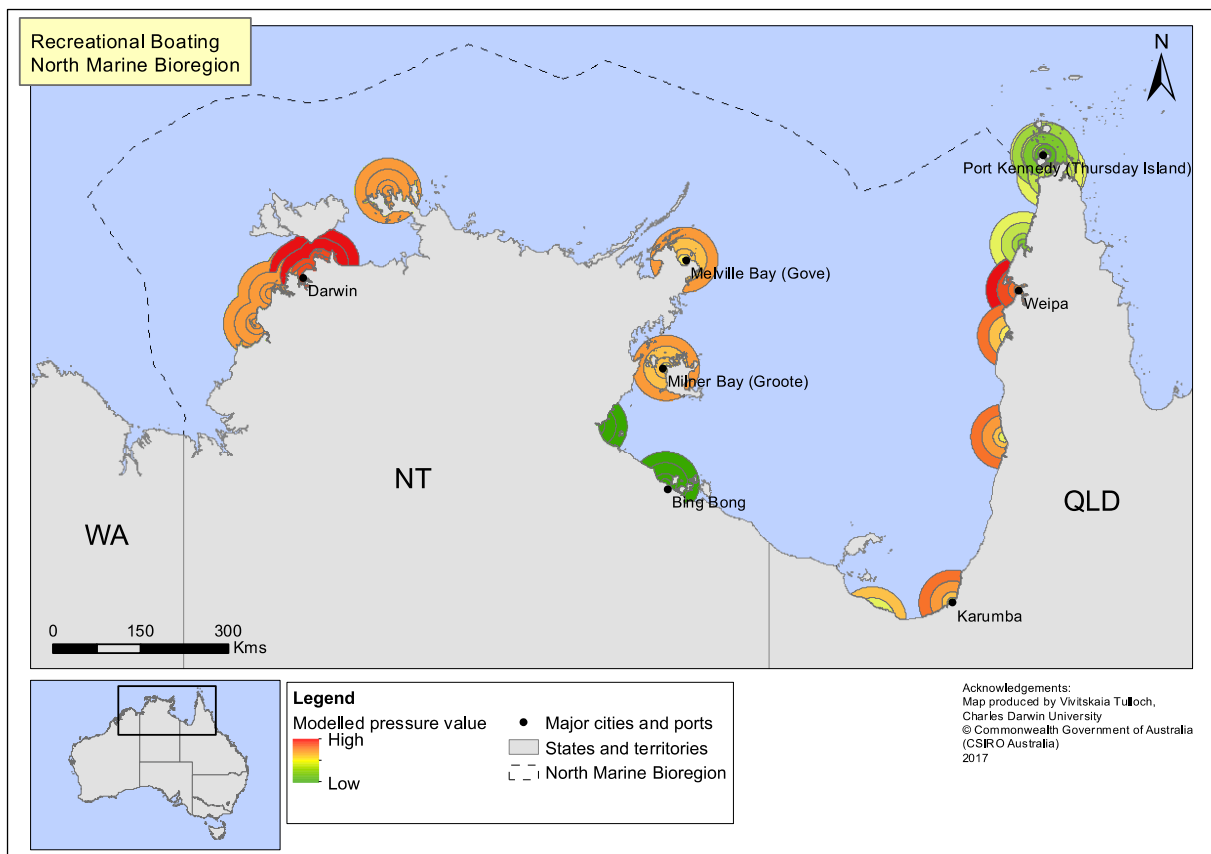 Recreational Boating
North Marine Bioregion
N
Port Kennedy (Thursday Island)
Melville Bay (Gove)
Darwin
Weipa
Milner Bay (Groote)
NT
Bing Bong
QLD
WA
Karumba
0 150 300
Kms
Legend
Modelled pressure value
High
Low
Major cities and ports
States and territories
North Marine Bioregion
Acknowledgements:
Map produced by Vivitskaia Tulloch,
Charles Darwin University
© Commonwealth Government of Australia
(CSIRO Australia)
2017